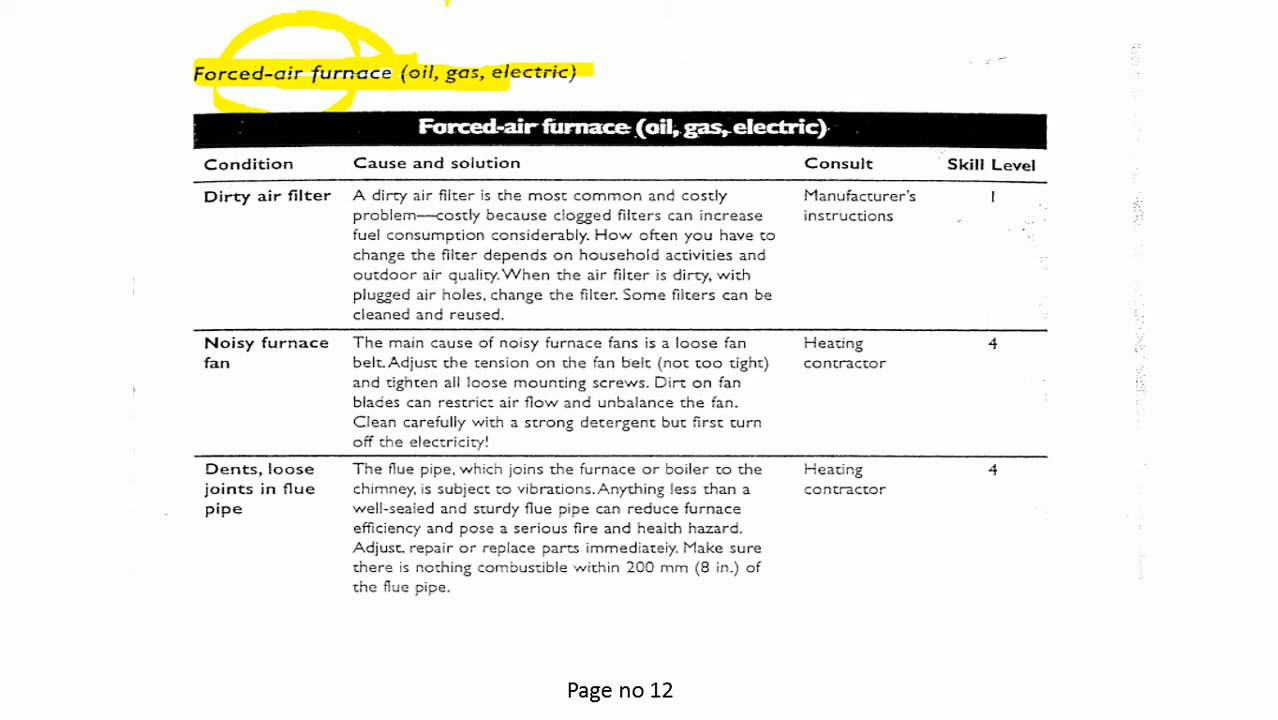 Forced-air furnace (oil, gas, electric)
Forced-air furnace (oil, gas, electric)
Condition Cause and solution Consult Skill Level
Dirty air filter A dirty air filter is the most common and costly Manufacturer's 1
problem—costly because clogged filters can increase instructions
fuel consumption considerably. How often you have to
change the filter depends on household activities and
outdoor air quality. When the air filter is dirty, with
plugged air holes, change the filter. Some filters can be
cleaned and reused.
Noisy furnace The main cause of noisy furnace fans is a loose fan Heating 4
fan belt. Adjust the tension on the fan belt (not too tight) contractor
and tighten all loose mounting screws. Dirt on fan
blades can restrict air flow and unbalance the fan.
Clean carefully with a strong detergent but first turn
off the electricity!
Dents, loose The flue pipe, which joins the furnace or boiler to the Heating 4
joints in flue chimney, is subject to vibrations. Anything less than a contractor
pipe well-sealed and sturdy flue pipe can reduce furnace
efficiency and pose a serious fire and health hazard.
Adjust, repair or replace parts immediately. Make sure
there is nothing combustible within 200 mm (8 in.) of
the flue pipe.
Page no 12